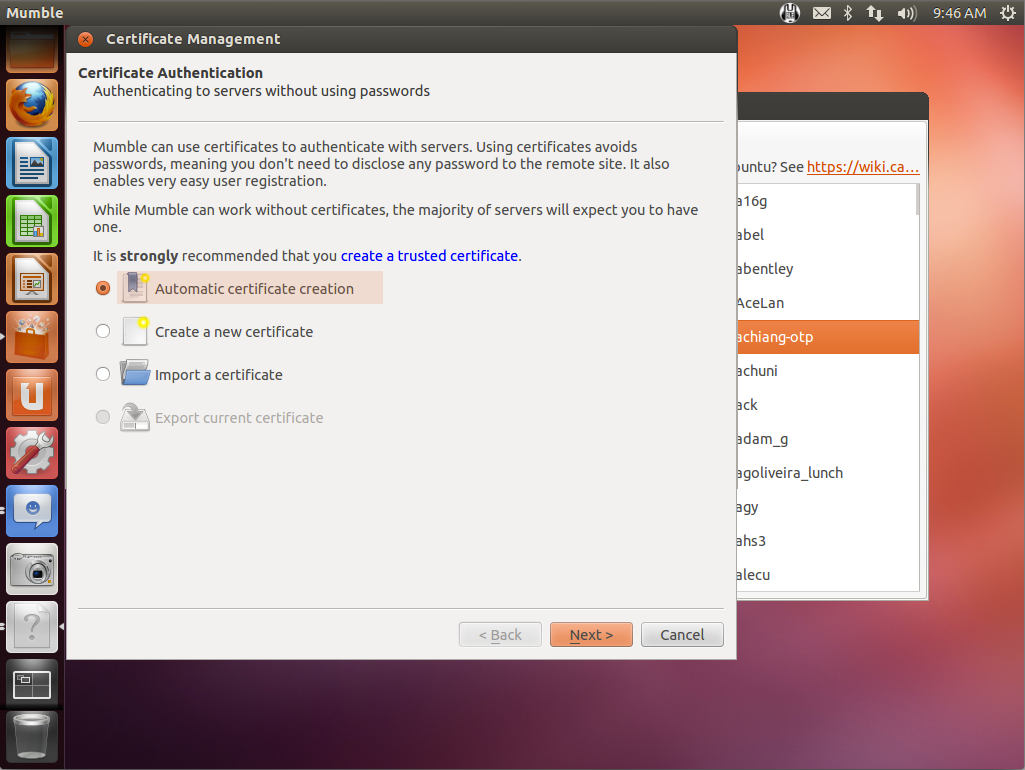 Mumble
9:46 AM
Certificate Management
Certificate Authentication
Authenticating to servers without using passwords
Mumble can use certificates to authenticate with servers. Using certificates avoids
passwords, meaning you don't need to disclose any password to the remote site. It also
enables very easy user registration.
While Mumble can work without certificates, the majority of servers will expect you to have
one.
It is strongly recommended that you create a trusted certificate.
Automatic certificate creation
Create a new certificate
Import a certificate
Export current certificate
< Back
Next >
Cancel
buntu? See https://wiki.ca...
a16g
abel
abentley
AceLan
achiang-otp
achuni
ack
adam_g
agoliveira_lunch
agy
ahs3
alecu